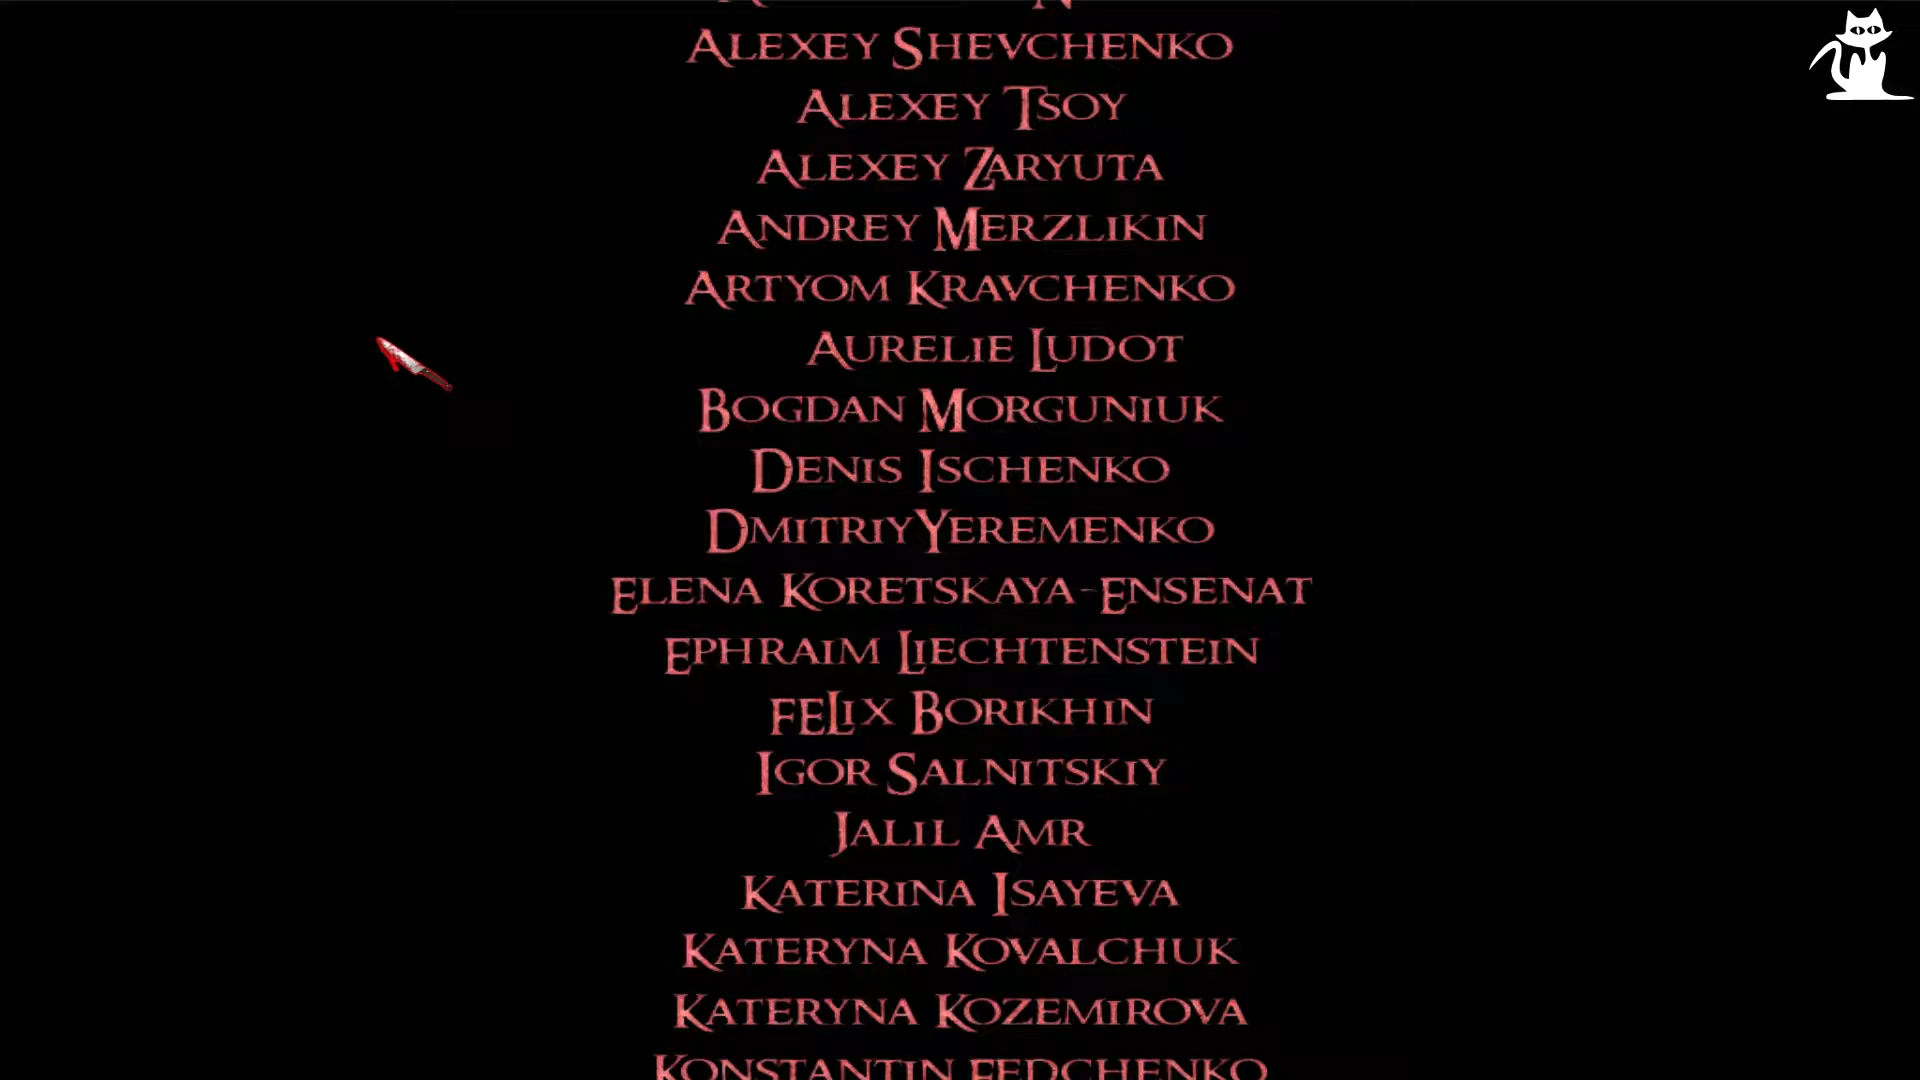 Alexey Shevchenko
Alexey Tsoy
Alexey Zaryuta
Andrey Merzlikin
Artyom Kravchenko
Aurelie Ludot
Bogdan Morguniuk
Denis Ischenko
Dmitriy Yeremenko
Elena Koretskaya-Ensenat
Ephraim Liechtenstein
Felix Borikhin
Igor Salnitskiy
Jalil Amr
Katerina Isayeva
Kateryna Kovalchuk
Kateryna Kozemirova
Konstantin Fedchenko